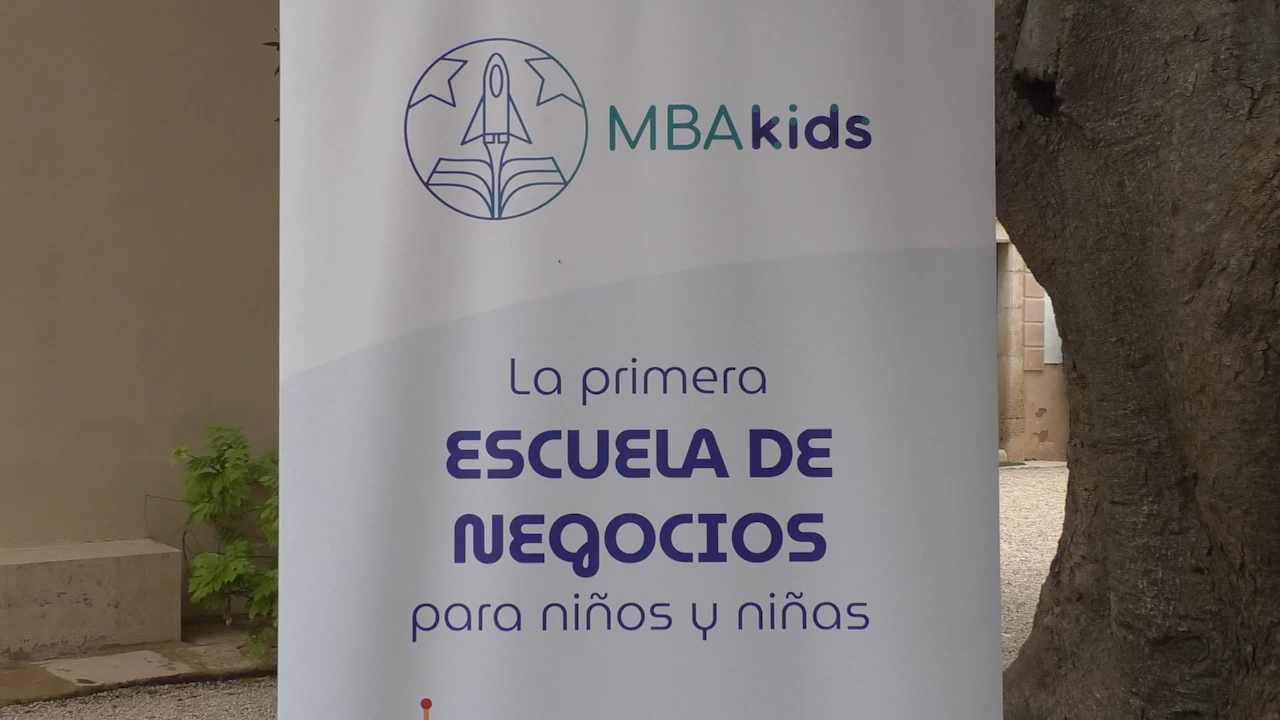 MBAkids
La primera
ESCUELA DE
NEGOCIOS
para niños y niñas